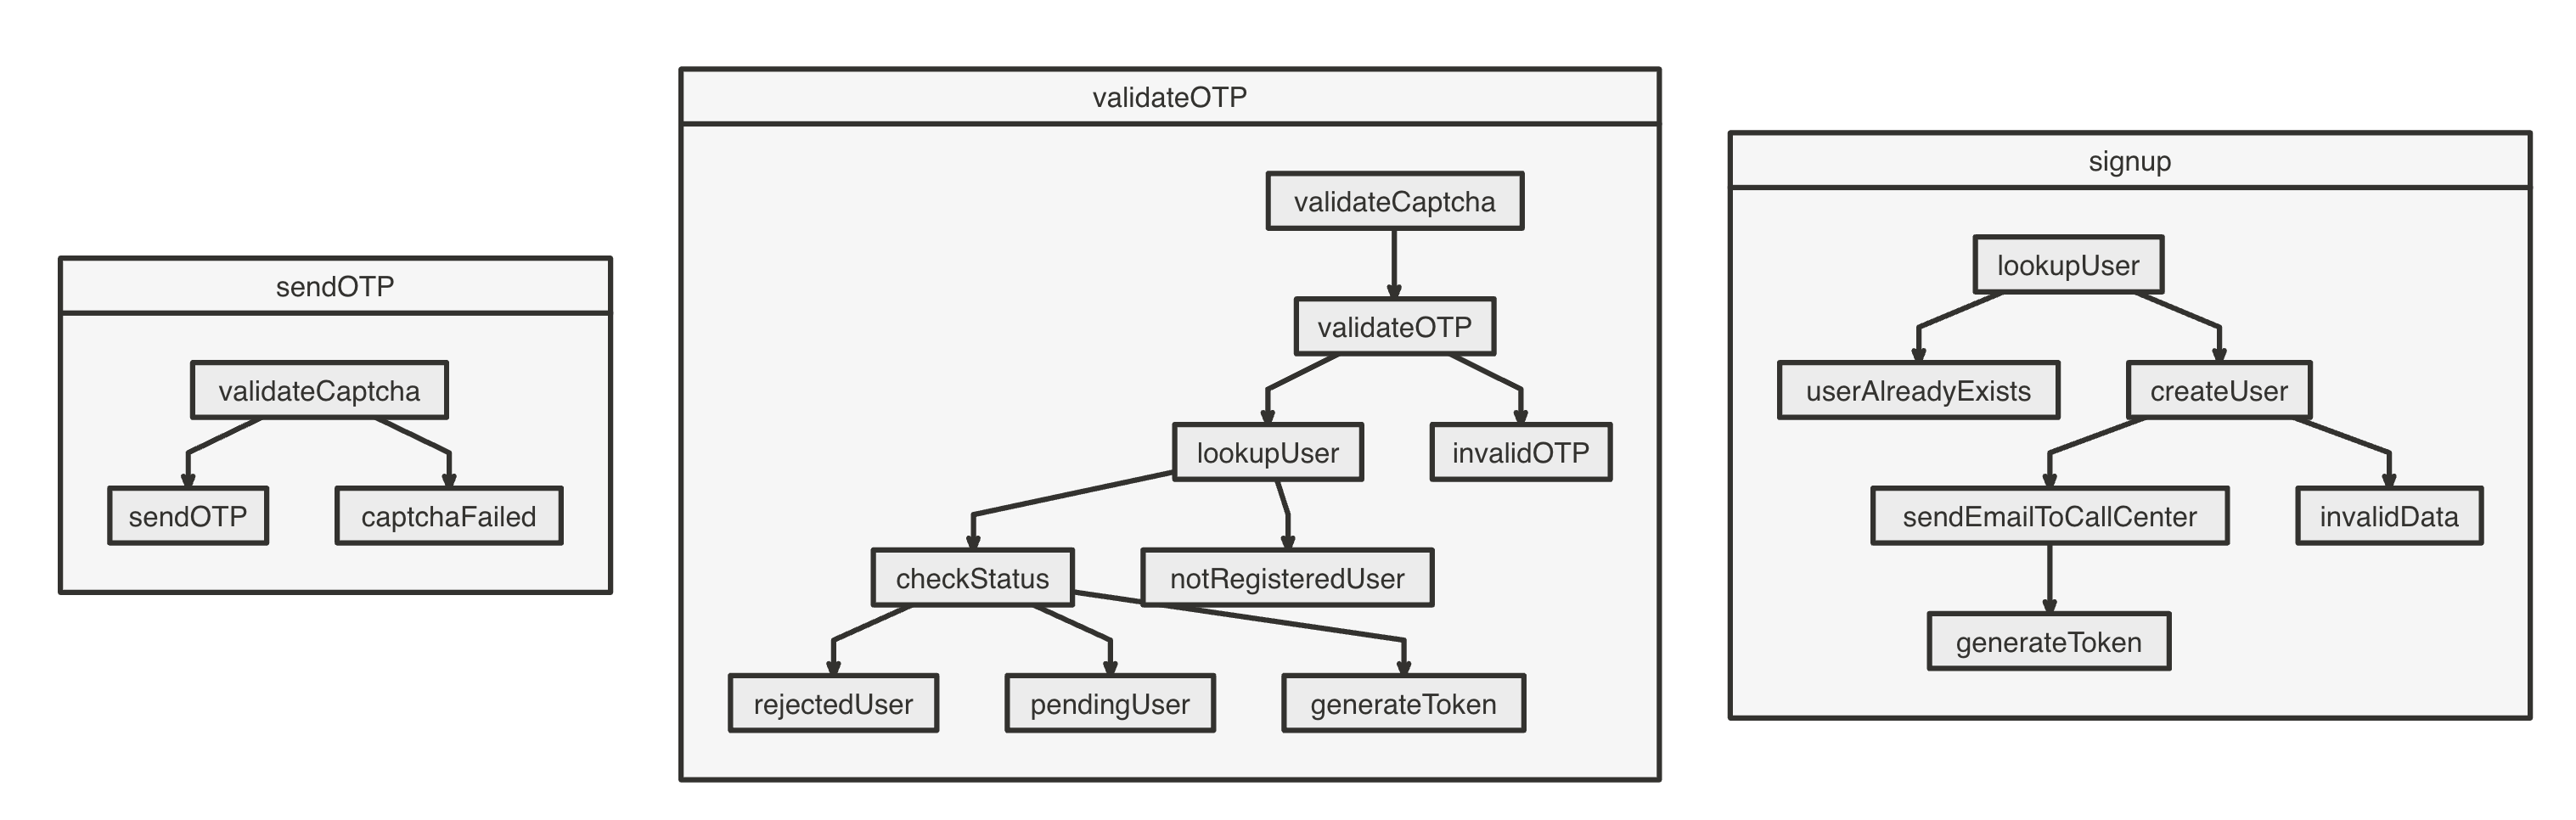 sendOTP
validateCaptcha
sendOTP
captchaFailed
validateOTP
validateCaptcha
validateOTP
lookupUser
invalidOTP
checkStatus
notRegisteredUser
rejectedUser
pendingUser
generateToken
signup
lookupUser
userAlreadyExists
createUser
sendEmailToCallCenter
invalidData
generateToken